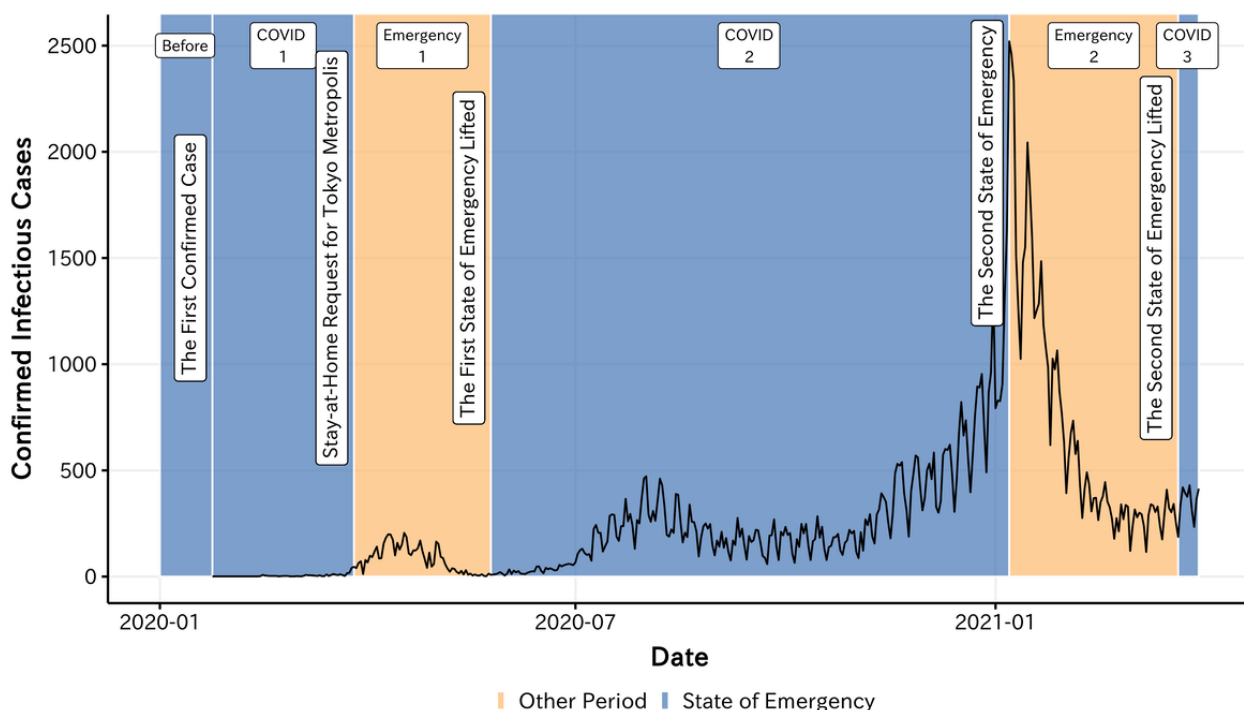 Confirmed Infectious Cases
2500
2000
1500
1000
500
0
Before
COVID
1
Emergency
1
COVID
2
Emergency
2
COVID
3
The First Confirmed Case
Stay-at-Home Request for Tokyo Metropolis
The First State of Emergency Lifted
The Second State of Emergency
The Second State of Emergency Lifted
2020-01
2020-07
2021-01
Date
Other Period
State of Emergency